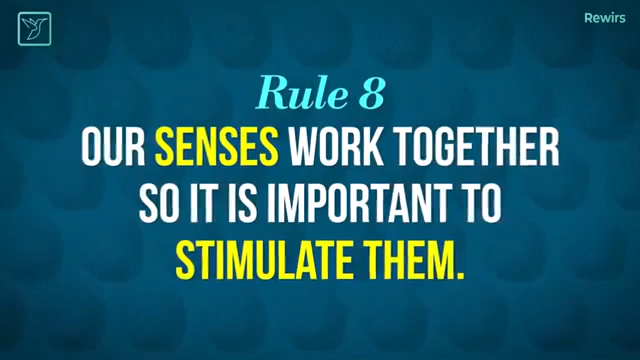 Rewirs
Rule 8
OUR SENSES WORK TOGETHER
SO IT IS IMPORTANT TO
STIMULATE THEM.